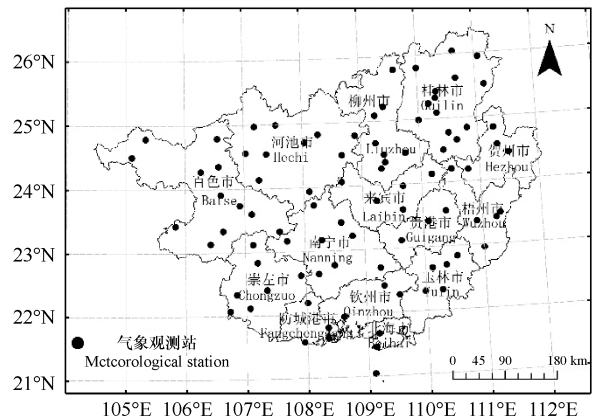 N
26°N
25°N
24°N
23°N
22°N
21°N
桂林市
Guilin
柳州市
Liuzhou
河池市
Hechi
贺州市
Hezhou
百色市
Baise
来宾市
Laibin
梧州市
Wuzhou
贵港市
Guigang
南宁市
Nanning
玉林市
Yulin
崇左市
Chongzuo
钦州市
Qinzhou
防城港市
Fangchenggang
北海市
Beihai
气象观测站
Meteorological station
0 45 90 180 km
105°E 106°E 107°E 108°E 109°E 110°E 111°E 112°E